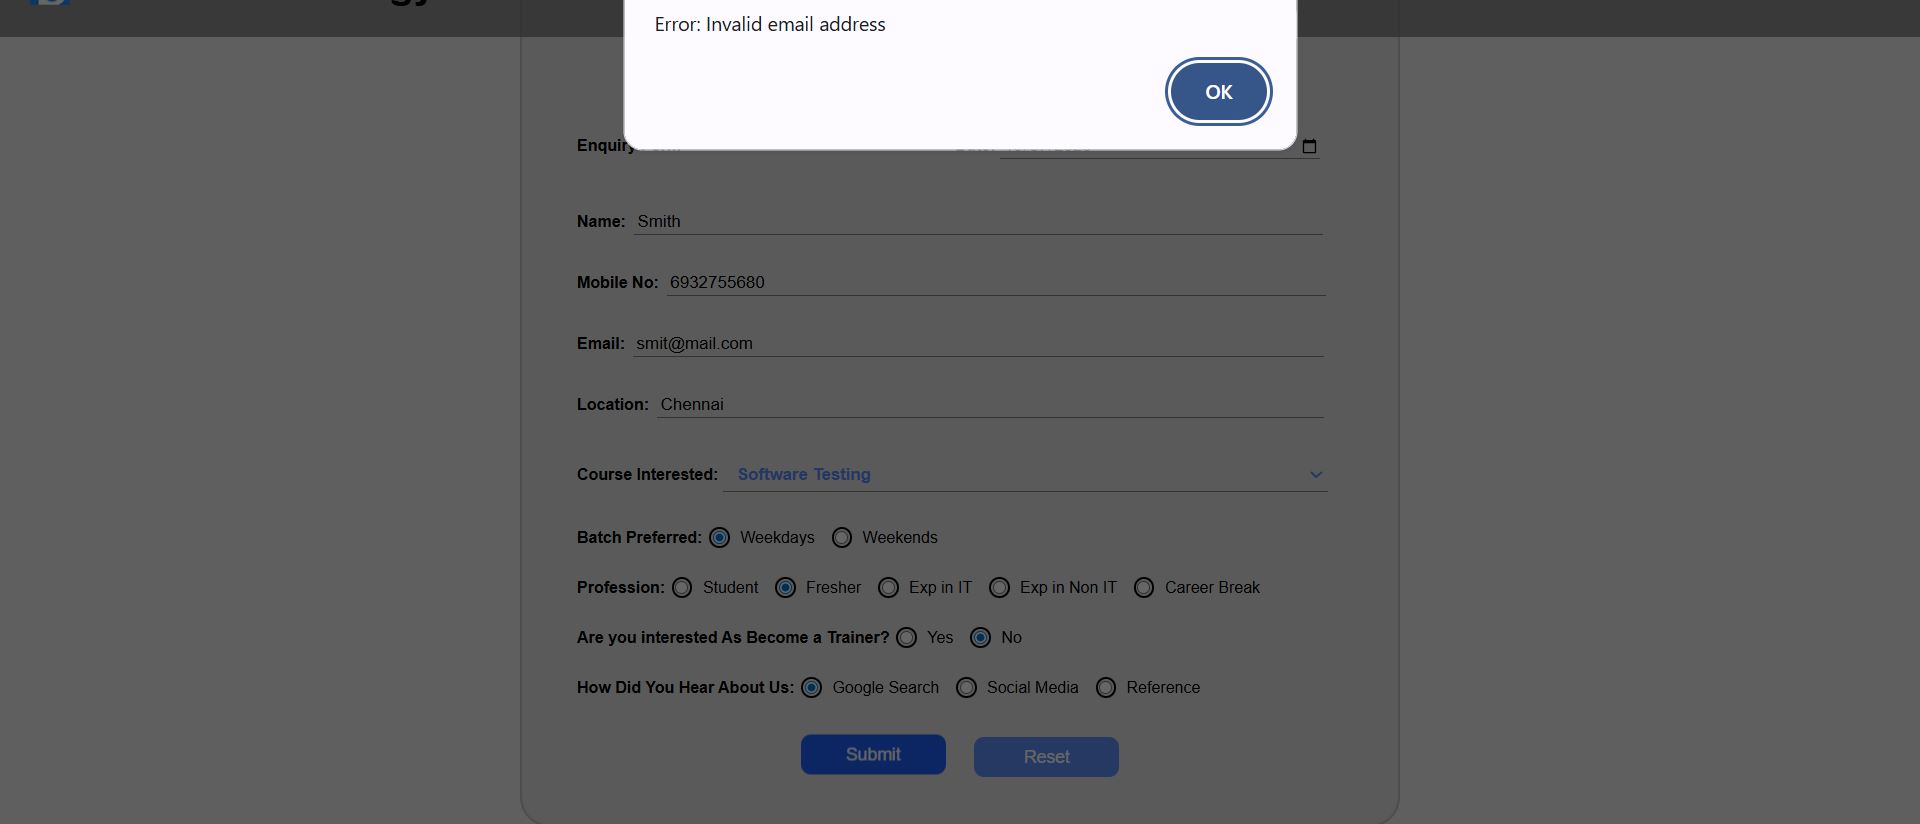 Error: Invalid email address
OK
Enquiry
Name: Smith
Mobile No: 6932755680
Email: smit@mail.com
Location: Chennai
Course Interested: Software Testing
Batch Preferred: Weekdays Weekends
Profession: Student Fresher Exp in IT Exp in Non IT Career Break
Are you interested As Become a Trainer? Yes No
How Did You Hear About Us: Google Search Social Media Reference
Submit Reset